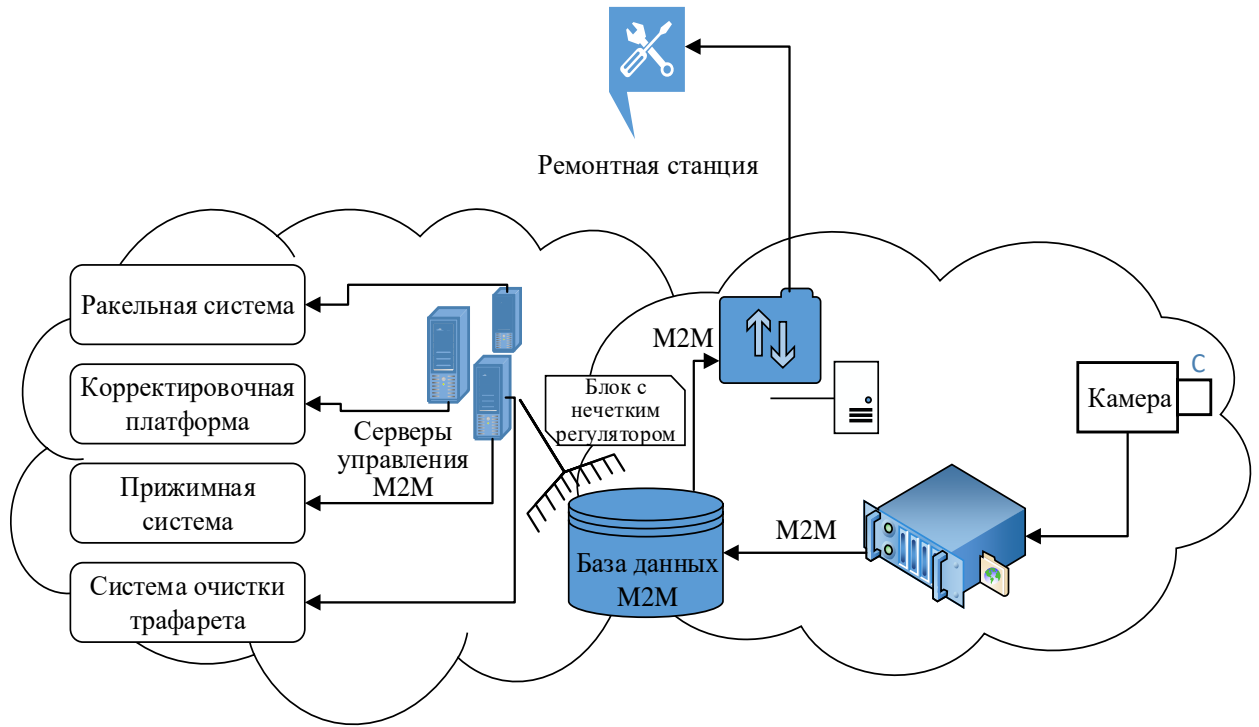 Ремонтная станция
Ракельная система
Корректировочная
платформа
Прижимная
система
Система очистки
трафарета
Серверы
управления
M2M
Блок с
нечетким
регулятором
M2M
База данных
M2M
M2M
Камера
C